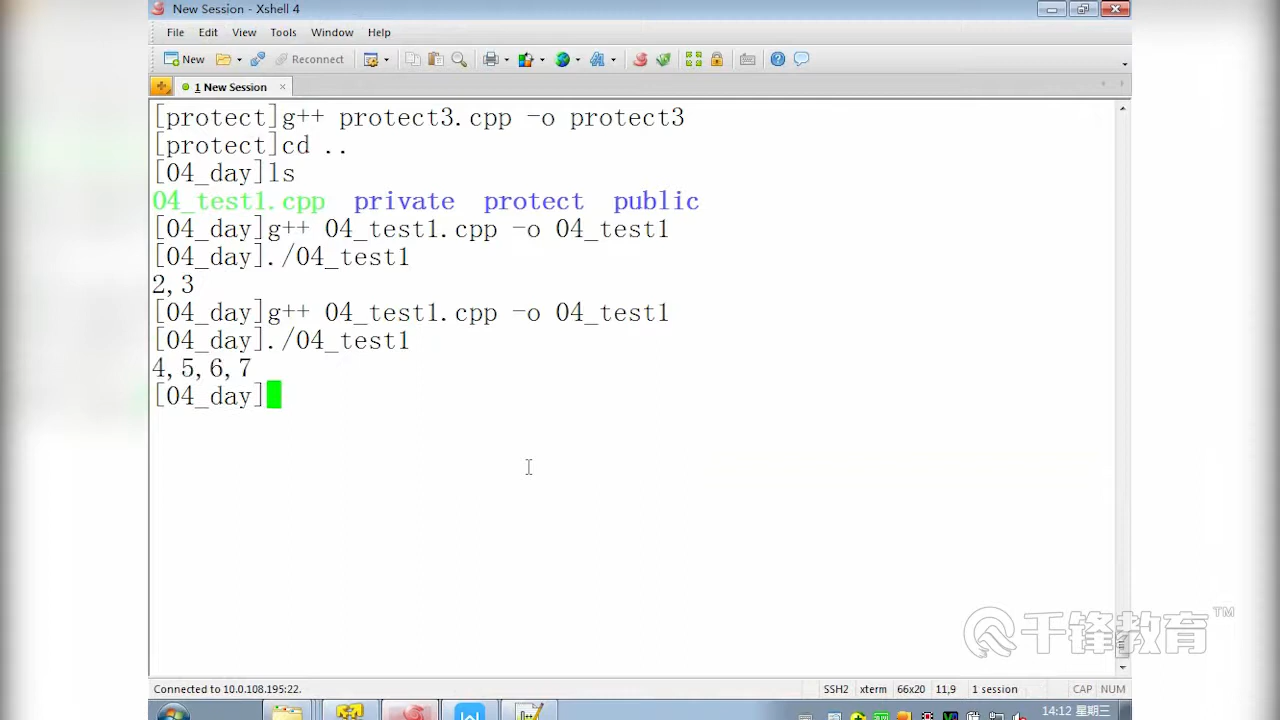 New Session - Xshell 4
File Edit View Tools Window Help
New Reconnect
1 New Session
[protect]g++ protect3.cpp -o protect3
[protect]cd ..
[04_day]ls
04_test1.cpp private protect public
[04_day]g++ 04_test1.cpp -o 04_test1
[04_day]./04_test1
2,3
[04_day]g++ 04_test1.cpp -o 04_test1
[04_day]./04_test1
4,5,6,7
[04_day]
千锋教育™
Connected to 10.0.108.195:22. SSH2 xterm 66x20 11,9 1 session CAP NUM
14:12 星期三